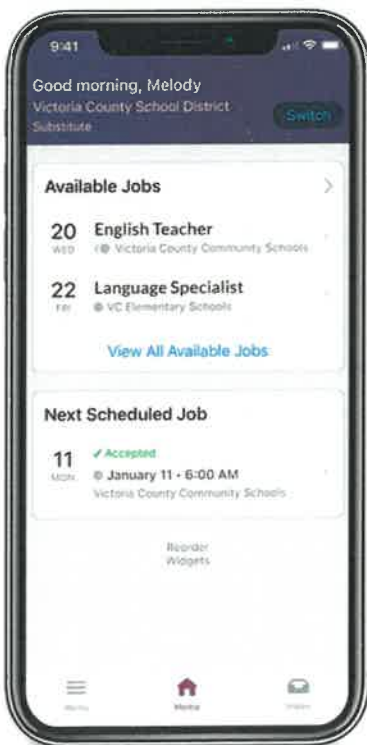 9:41
Good morning, Melody
Victoria County School District
Substitute
Switch
Available Jobs
20 English Teacher
WED Victoria County Community Schools
22 Language Specialist
FRI VC Elementary Schools
View All Available Jobs
Next Scheduled Job
11 ✓ Accepted
MON January 11 - 6:00 AM
Victoria County Community Schools
Reorder
Widgets
Menu Home Inbox